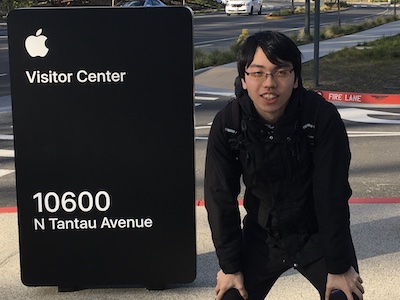 Visitor Center
10600
N Tantau Avenue
FIRE LANE